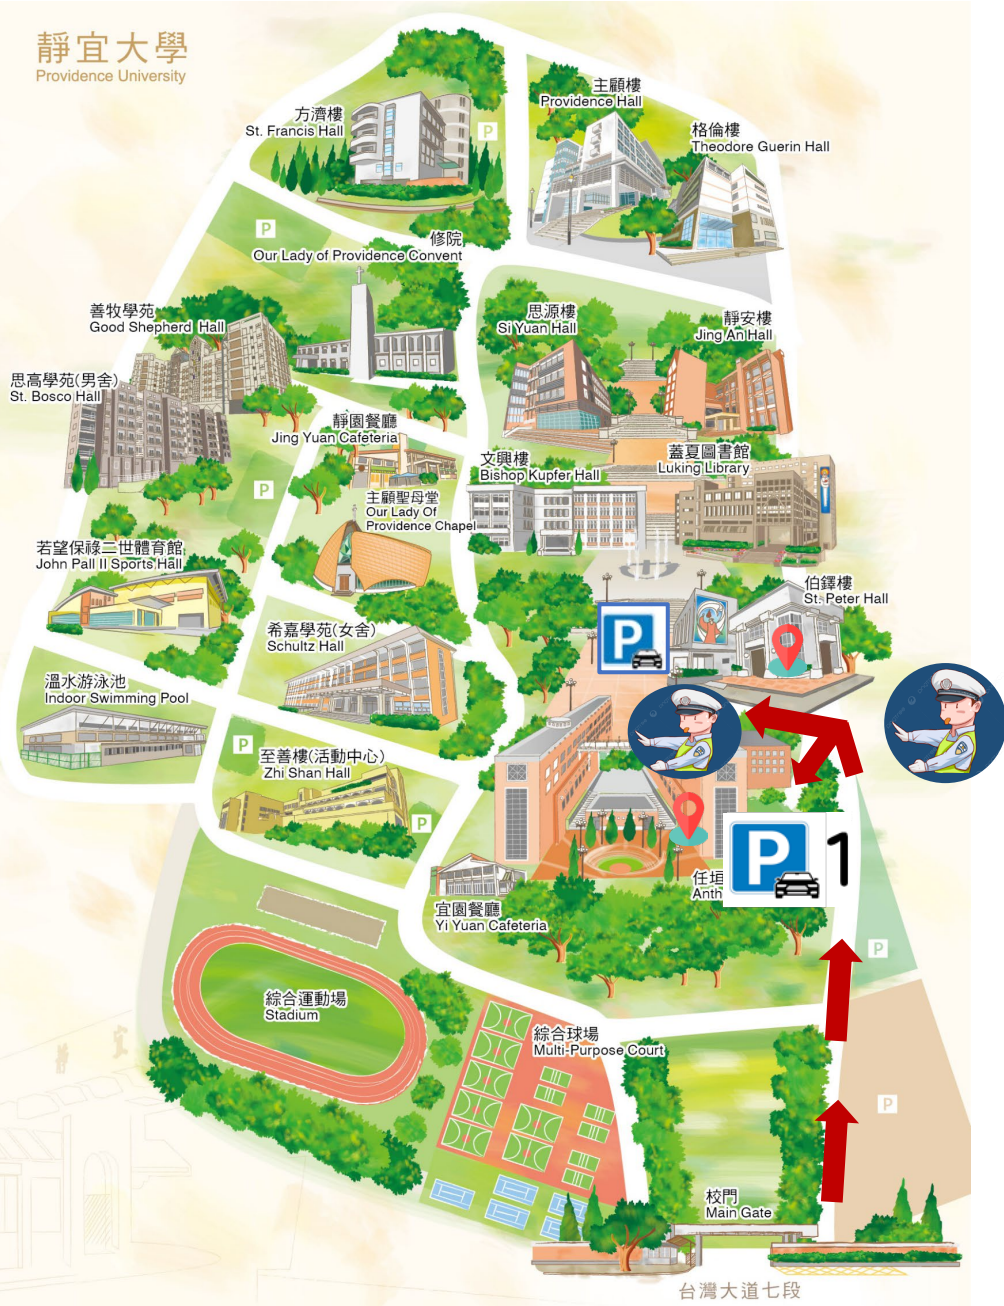 靜宜大學
Providence University
主顧樓
Providence Hall
方濟樓
St. Francis Hall
P
格倫樓
Theodore Guerin Hall
P
修院
Our Lady of Providence Convent
善牧學苑
Good Shepherd Hall
思源樓
Si Yuan Hall
靜安樓
Jing An Hall
思高學苑(男舍)
St. Bosco Hall
靜園餐廳
Jing Yuan Cafeteria
文興樓
Bishop Kupfer Hall
蓋夏圖書館
Luking Library
P
主顧聖母堂
Our Lady Of
Providence Chapel
若望保祿二世體育館
John Pall II Sports Hall
伯鐸樓
St. Peter Hall
希嘉學苑(女舍)
Schultz Hall
P
溫水游泳池
Indoor Swimming Pool
P
至善樓(活動中心)
Zhi Shan Hall
P
P 1
任垣
Anth
宜園餐廳
Yi Yuan Cafeteria
P
綜合運動場
Stadium
綜合球場
Multi-Purpose Court
P
校門
Main Gate
台灣大道七段